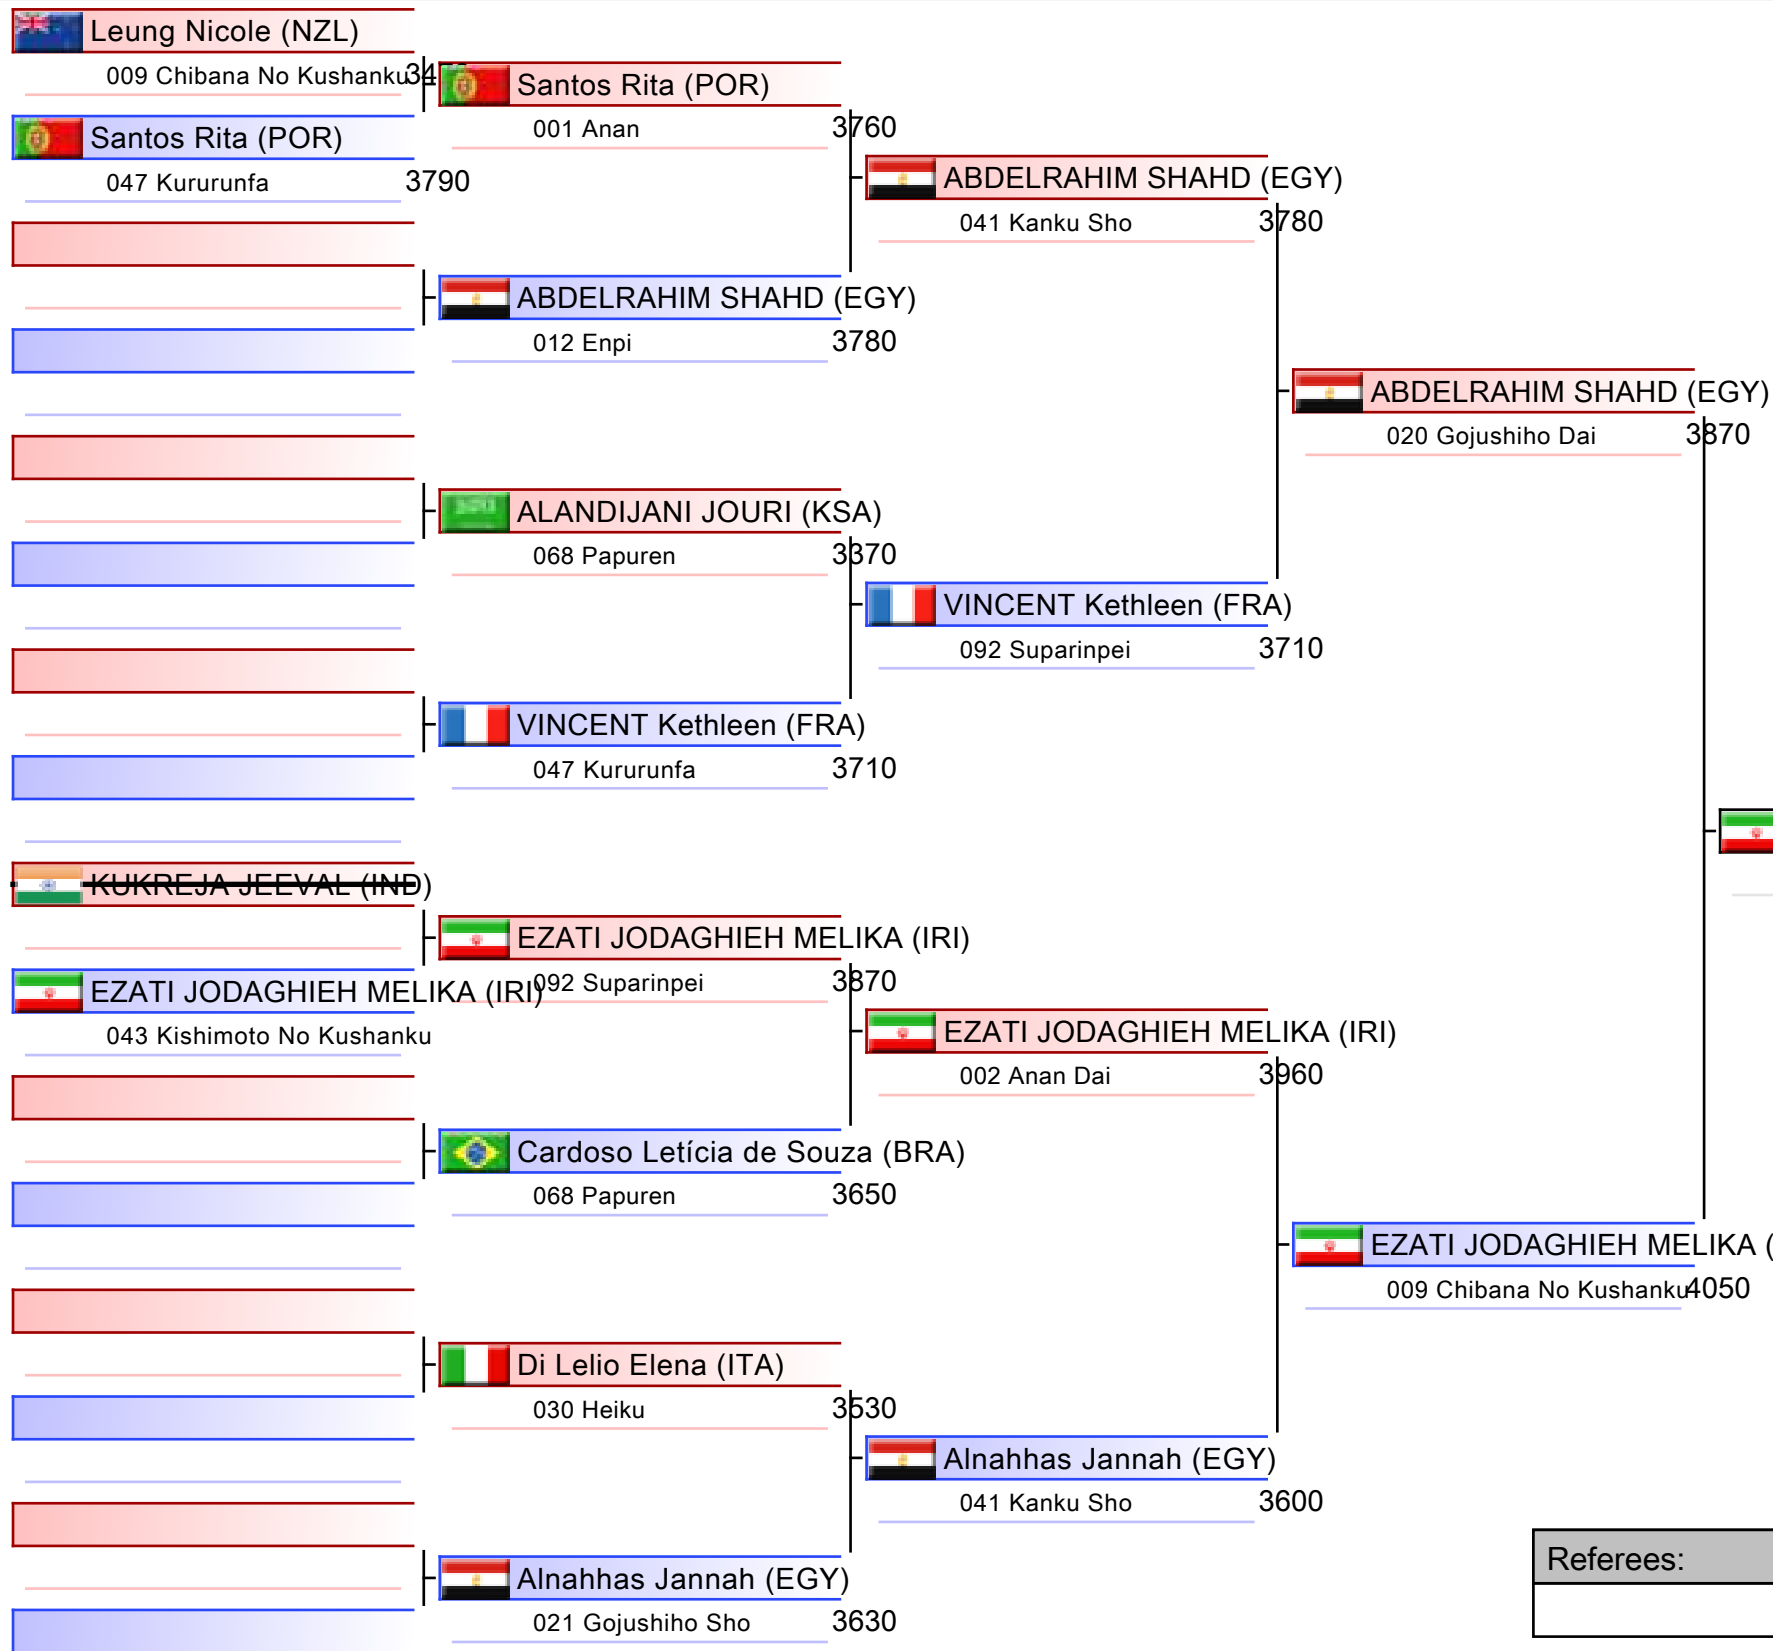 Leung Nicole (NZL)
009 Chibana No Kushanku
Santos Rita (POR)
047 Kururunfa 3790
Santos Rita (POR)
001 Anan 3760
ABDELRAHIM SHAHD (EGY)
012 Enpi 3780
ALANDIJANI JOURI (KSA)
068 Papuren 3370
VINCENT Kethleen (FRA)
047 Kururunfa 3710
KUKREJA JEEVAL (IND)
EZATI JODAGHIEH MELIKA (IRI)
043 Kishimoto No Kushanku
EZATI JODAGHIEH MELIKA (IRI)
092 Suparinpei 3870
Cardoso Letícia de Souza (BRA)
068 Papuren 3650
Di Lelio Elena (ITA)
030 Heiku 3530
Alnahhas Jannah (EGY)
021 Gojushiho Sho 3630
ABDELRAHIM SHAHD (EGY)
041 Kanku Sho 3780
VINCENT Kethleen (FRA)
092 Suparinpei 3710
EZATI JODAGHIEH MELIKA (IRI)
002 Anan Dai 3960
Alnahhas Jannah (EGY)
041 Kanku Sho 3600
ABDELRAHIM SHAHD (EGY)
020 Gojushiho Dai 3870
EZATI JODAGHIEH MELIKA (
009 Chibana No Kushanku 4050
Referees: